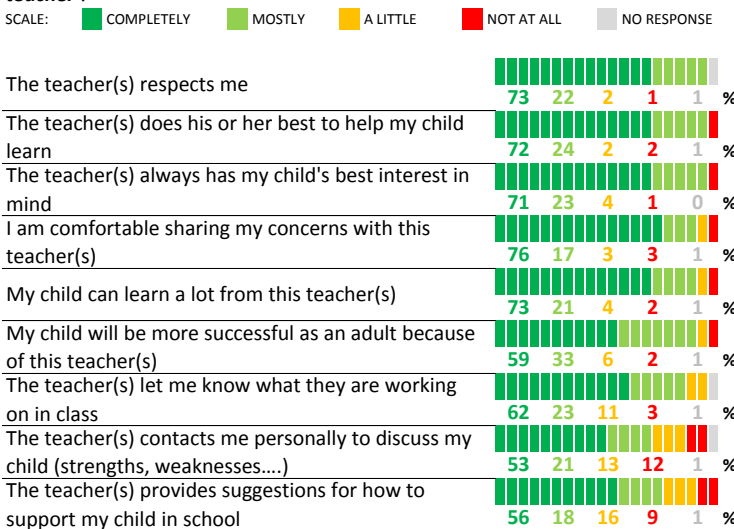 SCALE: COMPLETELY MOSTLY A LITTLE NOT AT ALL NO RESPONSE
The teacher(s) respects me
73 22 2 1 1 %
The teacher(s) does his or her best to help my child
learn
72 24 2 2 1 %
The teacher(s) always has my child's best interest in
mind
71 23 4 1 0 %
I am comfortable sharing my concerns with this
teacher(s)
76 17 3 3 1 %
My child can learn a lot from this teacher(s)
73 21 4 2 1 %
My child will be more successful as an adult because
of this teacher(s)
59 33 6 2 1 %
The teacher(s) let me know what they are working
on in class
62 23 11 3 1 %
The teacher(s) contacts me personally to discuss my
child (strengths, weaknesses....)
53 21 13 12 1 %
The teacher(s) provides suggestions for how to
support my child in school
56 18 16 9 1 %